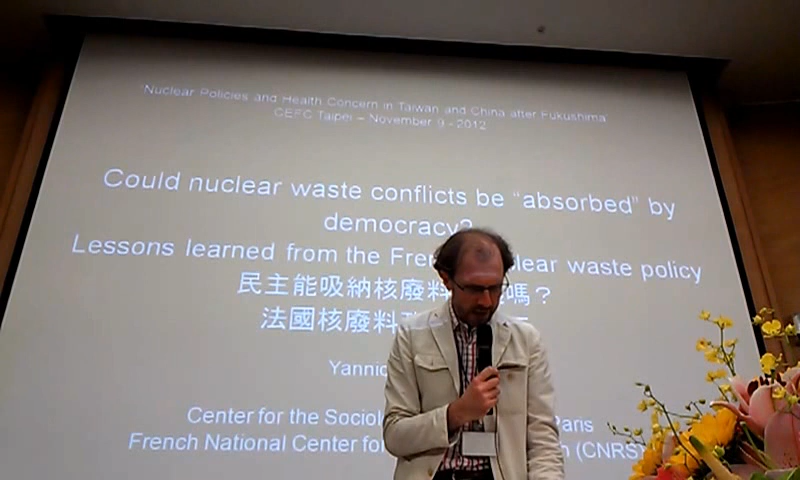 Nuclear Policies and Health Concern in Taiwan and China after Fukushima
CEFC Taipei – November 9 - 2012
Could nuclear waste conflicts be “absorbed” by
democracy?
Lessons learned from the French nuclear waste policy
民主能吸納核廢料 嗎？
法國核廢料
Yannic
Center for the Sociol Paris
French National Center for (CNRS)